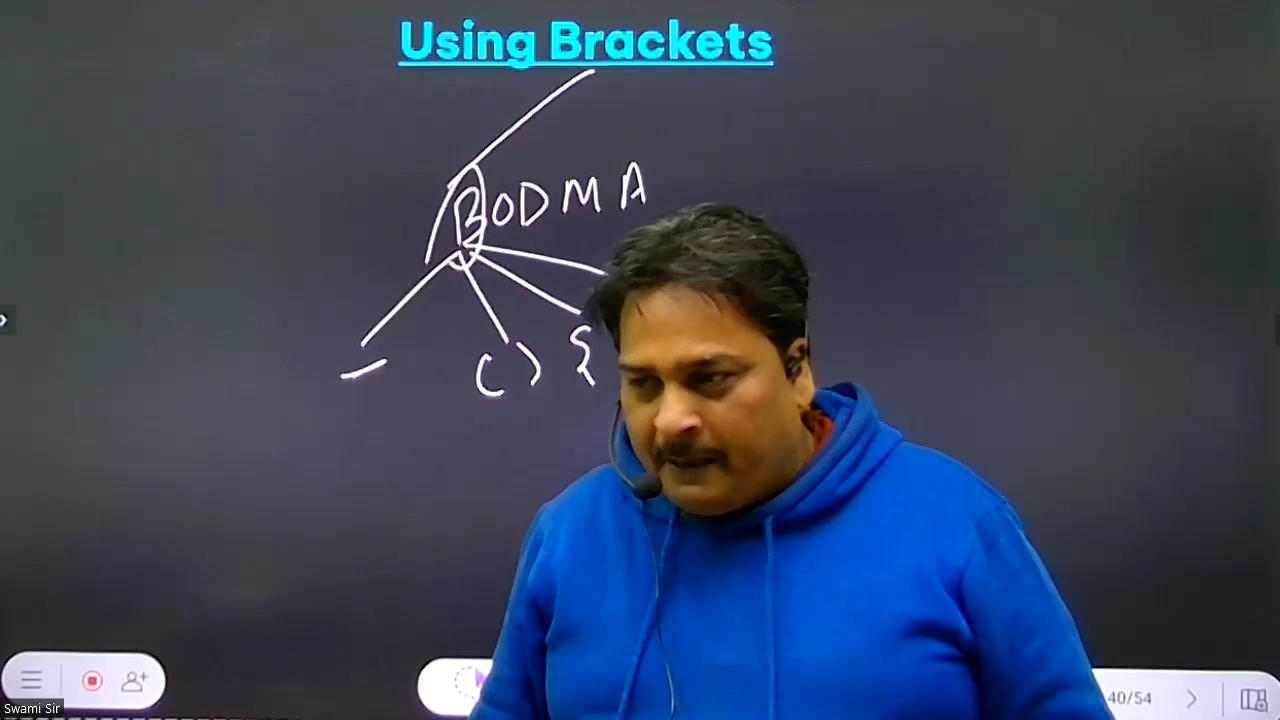 Using Brackets
BODMA
— ( ) {
40/54
Swami Sir